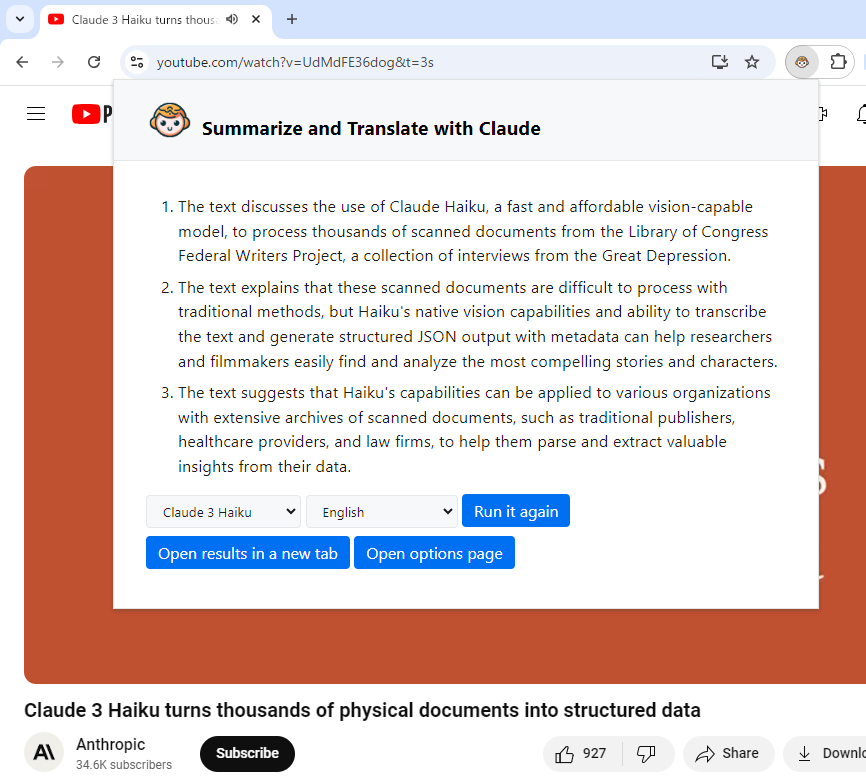 Claude 3 Haiku turns thous
youtube.com/watch?v=UdMdFE36dog&t=3s
Summarize and Translate with Claude
1. The text discusses the use of Claude Haiku, a fast and affordable vision-capable
model, to process thousands of scanned documents from the Library of Congress
Federal Writers Project, a collection of interviews from the Great Depression.
2. The text explains that these scanned documents are difficult to process with
traditional methods, but Haiku's native vision capabilities and ability to transcribe
the text and generate structured JSON output with metadata can help researchers
and filmmakers easily find and analyze the most compelling stories and characters.
3. The text suggests that Haiku's capabilities can be applied to various organizations
with extensive archives of scanned documents, such as traditional publishers,
healthcare providers, and law firms, to help them parse and extract valuable
insights from their data.
Claude 3 Haiku English Run it again
Open results in a new tab Open options page
Claude 3 Haiku turns thousands of physical documents into structured data
Anthropic
34.6K subscribers
Subscribe 927 Share Downlo